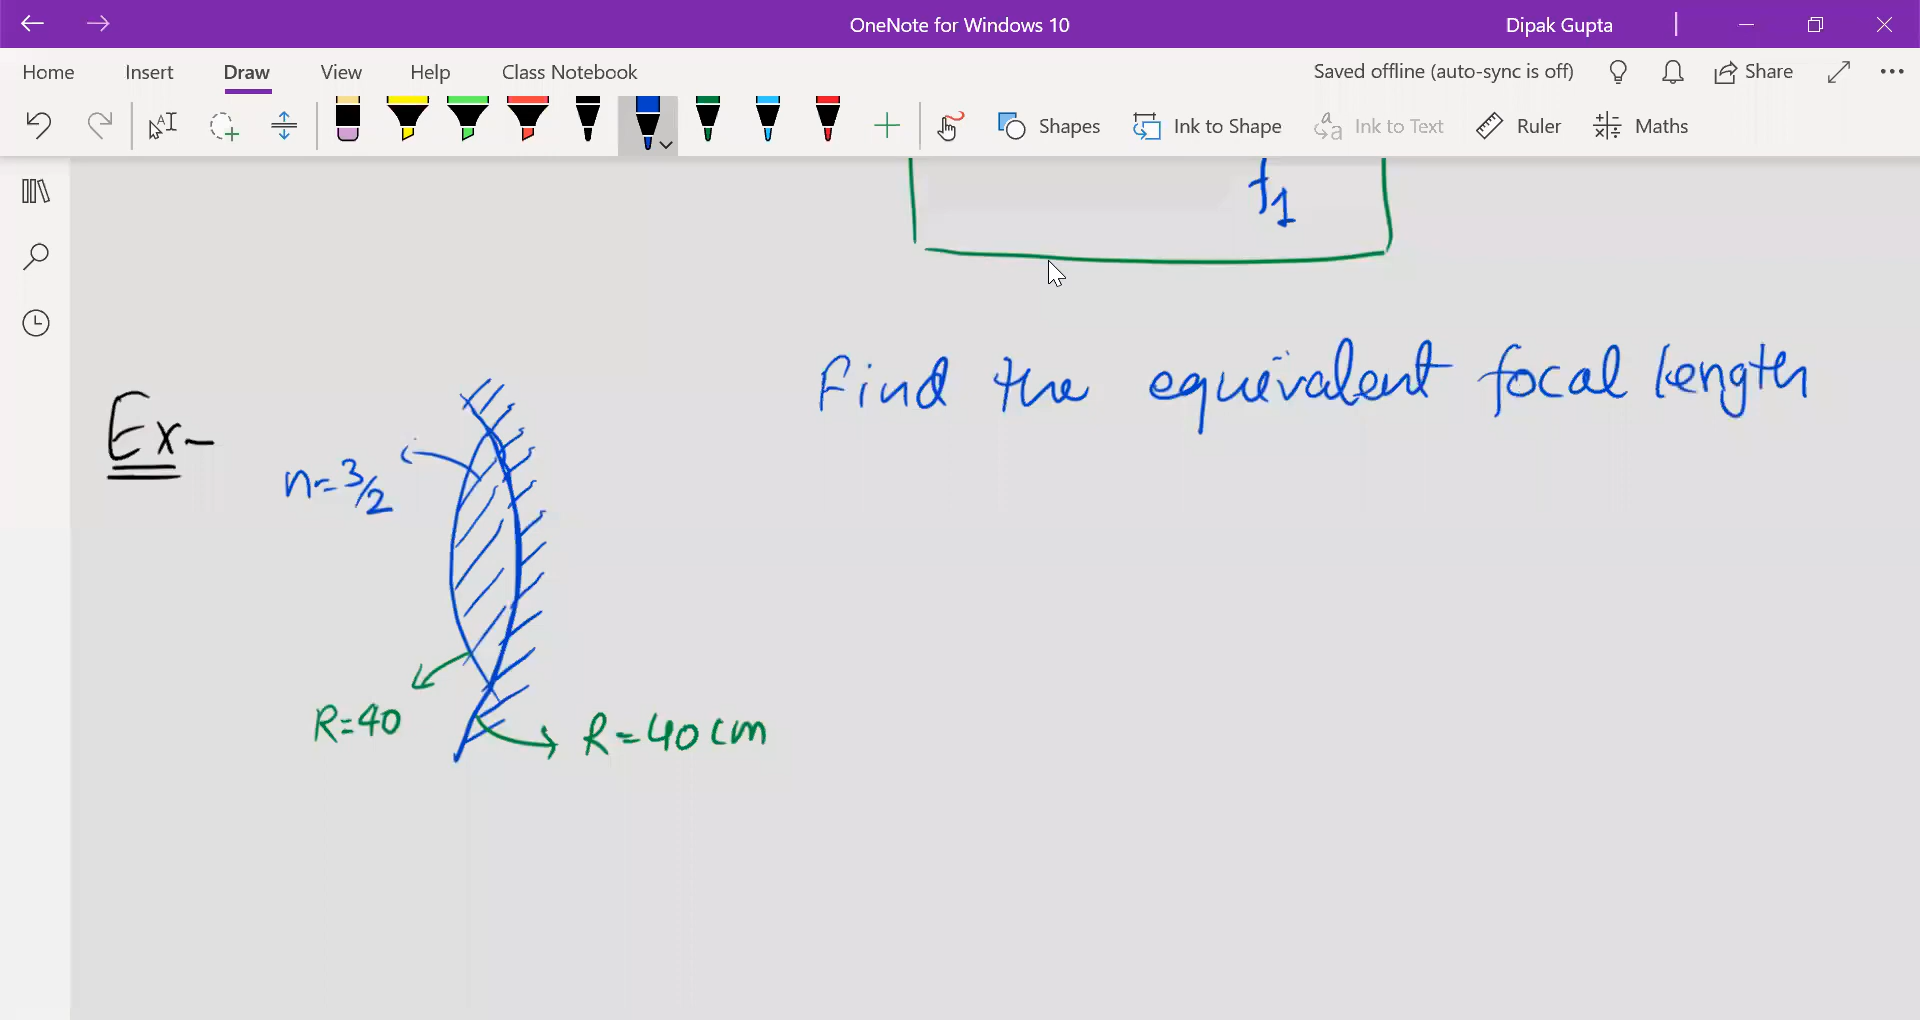 OneNote for Windows 10
Dipak Gupta
Home Insert Draw View Help Class Notebook
Saved offline (auto-sync is off) Share
Shapes Ink to Shape Ink to Text Ruler Maths
f1
Find the equivalent focal length
Ex-
n=3/2
R=40
R=40cm